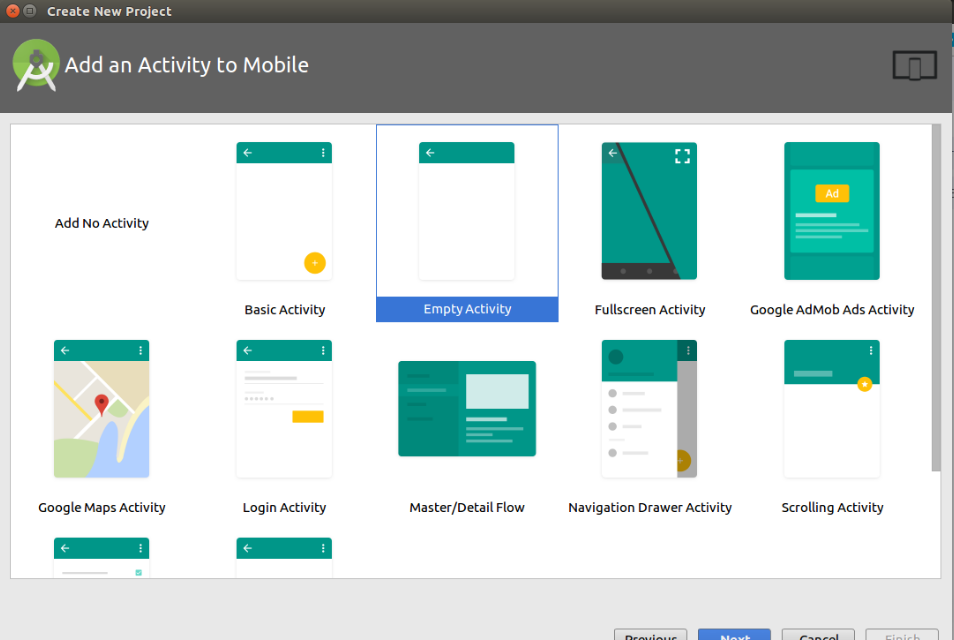 Create New Project
Add an Activity to Mobile
Add No Activity
Basic Activity
Empty Activity
Fullscreen Activity
Ad
Google AdMob Ads Activity
Google Maps Activity
Login Activity
Master/Detail Flow
Navigation Drawer Activity
Scrolling Activity
Previous
Next
Cancel
Finish